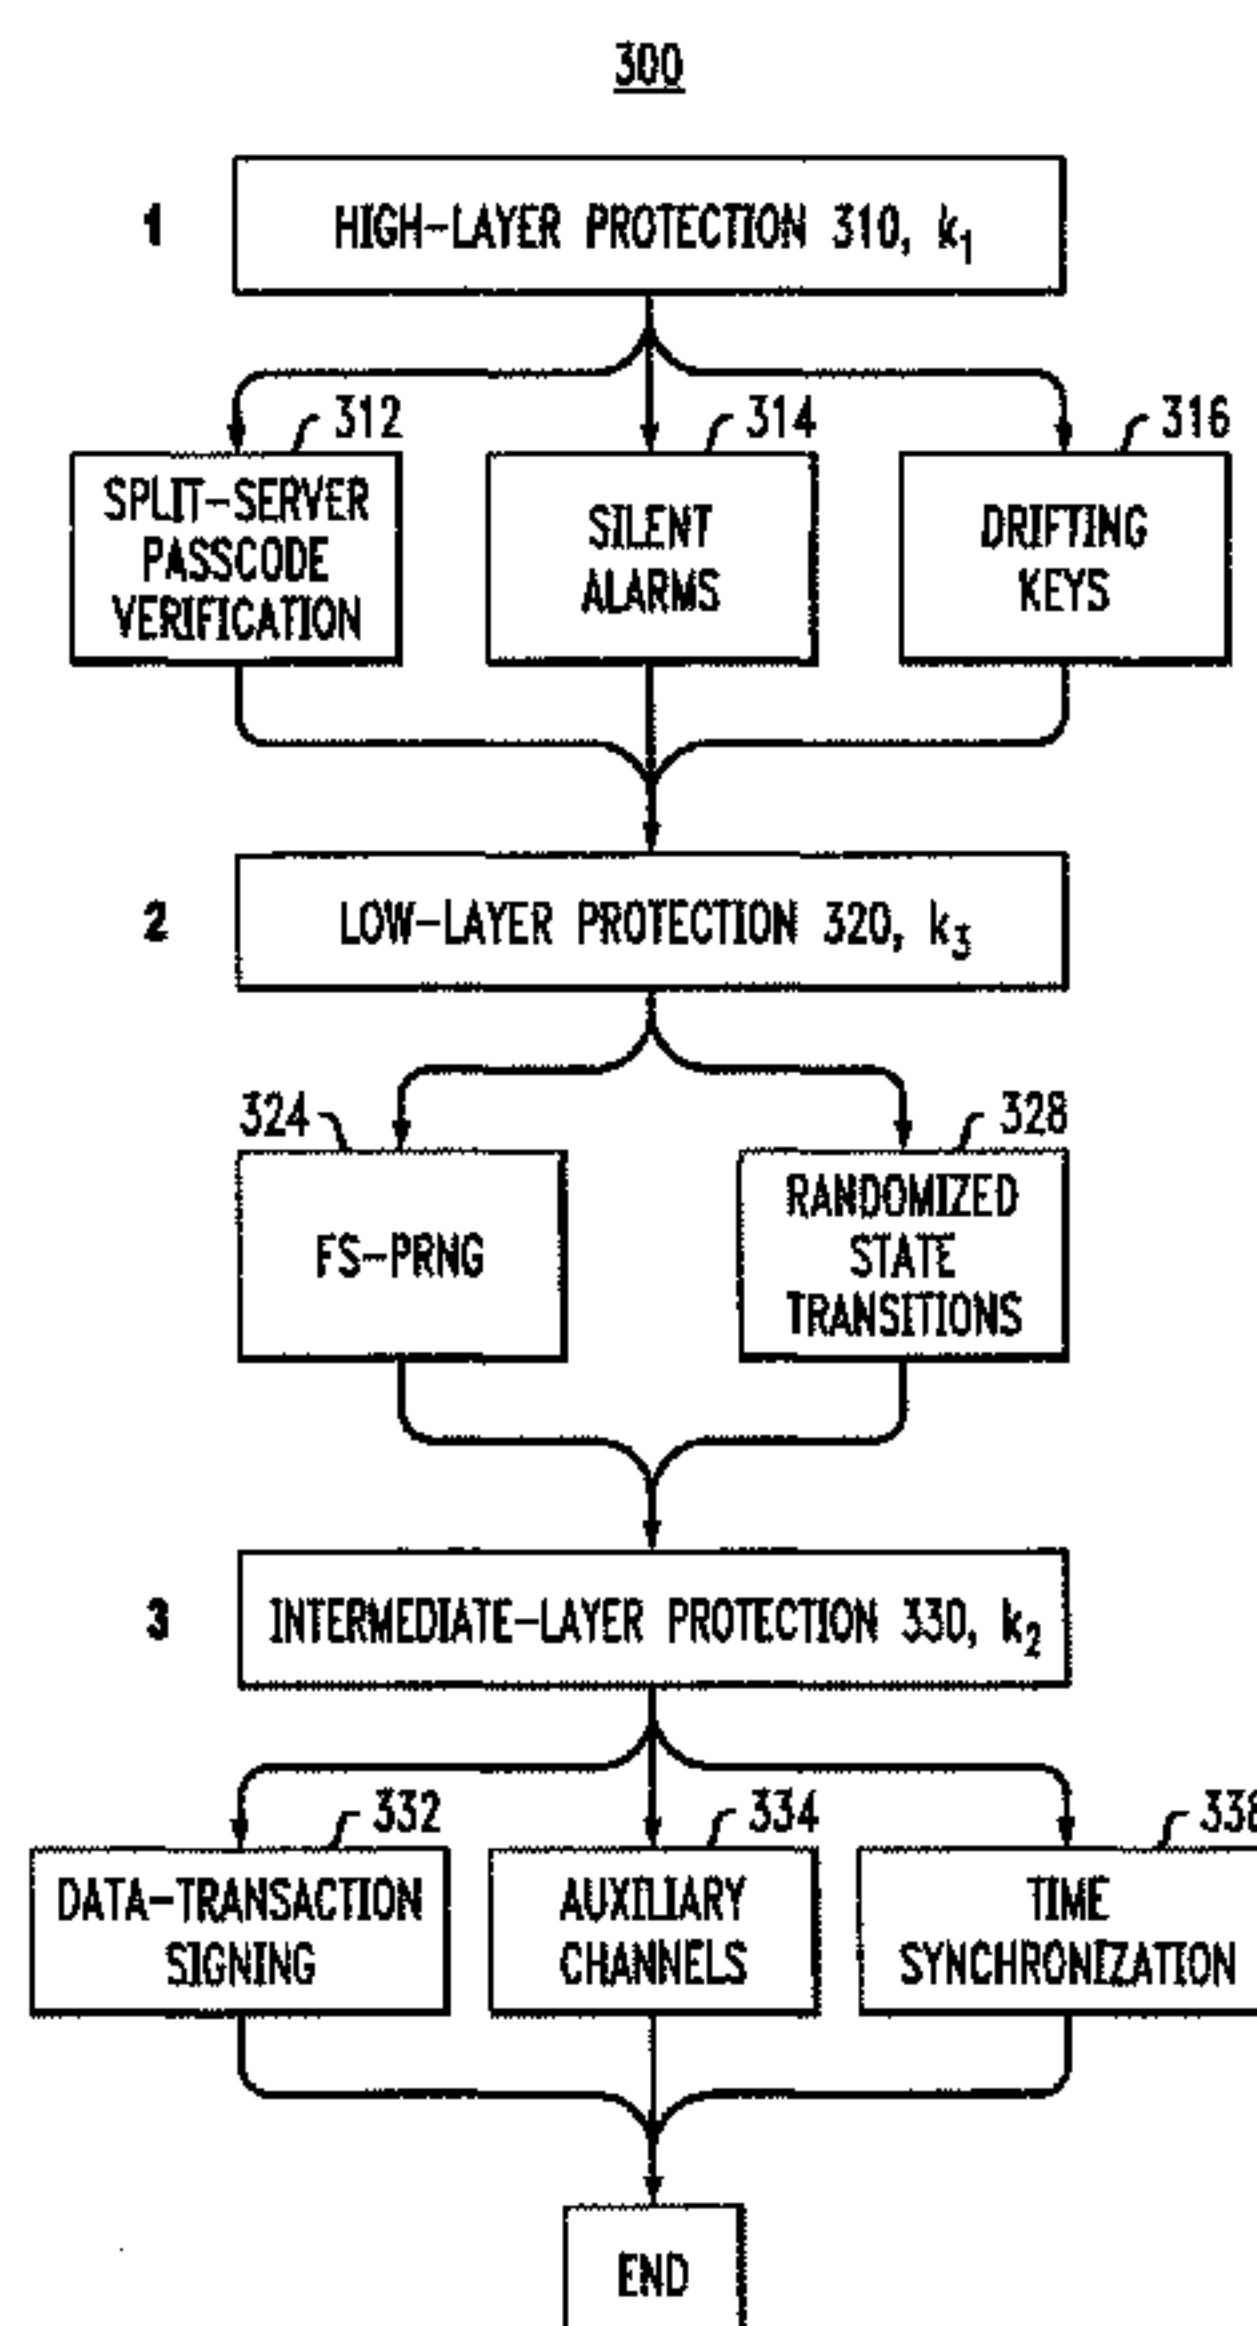 300
1
HIGH-LAYER PROTECTION 310, k1
312
314
316
SPLIT-SERVER
PASSCODE
VERIFICATION
SILENT
ALARMS
DRIFTING
KEYS
2
LOW-LAYER PROTECTION 320, k3
324
328
FS-PRNG
RANDOMIZED
STATE
TRANSITIONS
3
INTERMEDIATE-LAYER PROTECTION 330, k2
332
334
338
DATA-TRANSACTION
SIGNING
AUXILIARY
CHANNELS
TIME
SYNCHRONIZATION
END